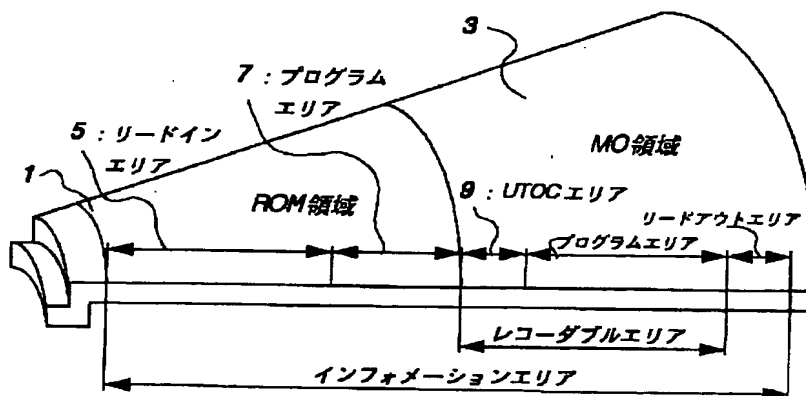 3
7：プログラム
エリア
5：リードイン
エリア
1
MO領域
ROM領域
9：UTOCエリア
リードアウトエリア
プログラムエリア
レコーダブルエリア
インフォメーションエリア